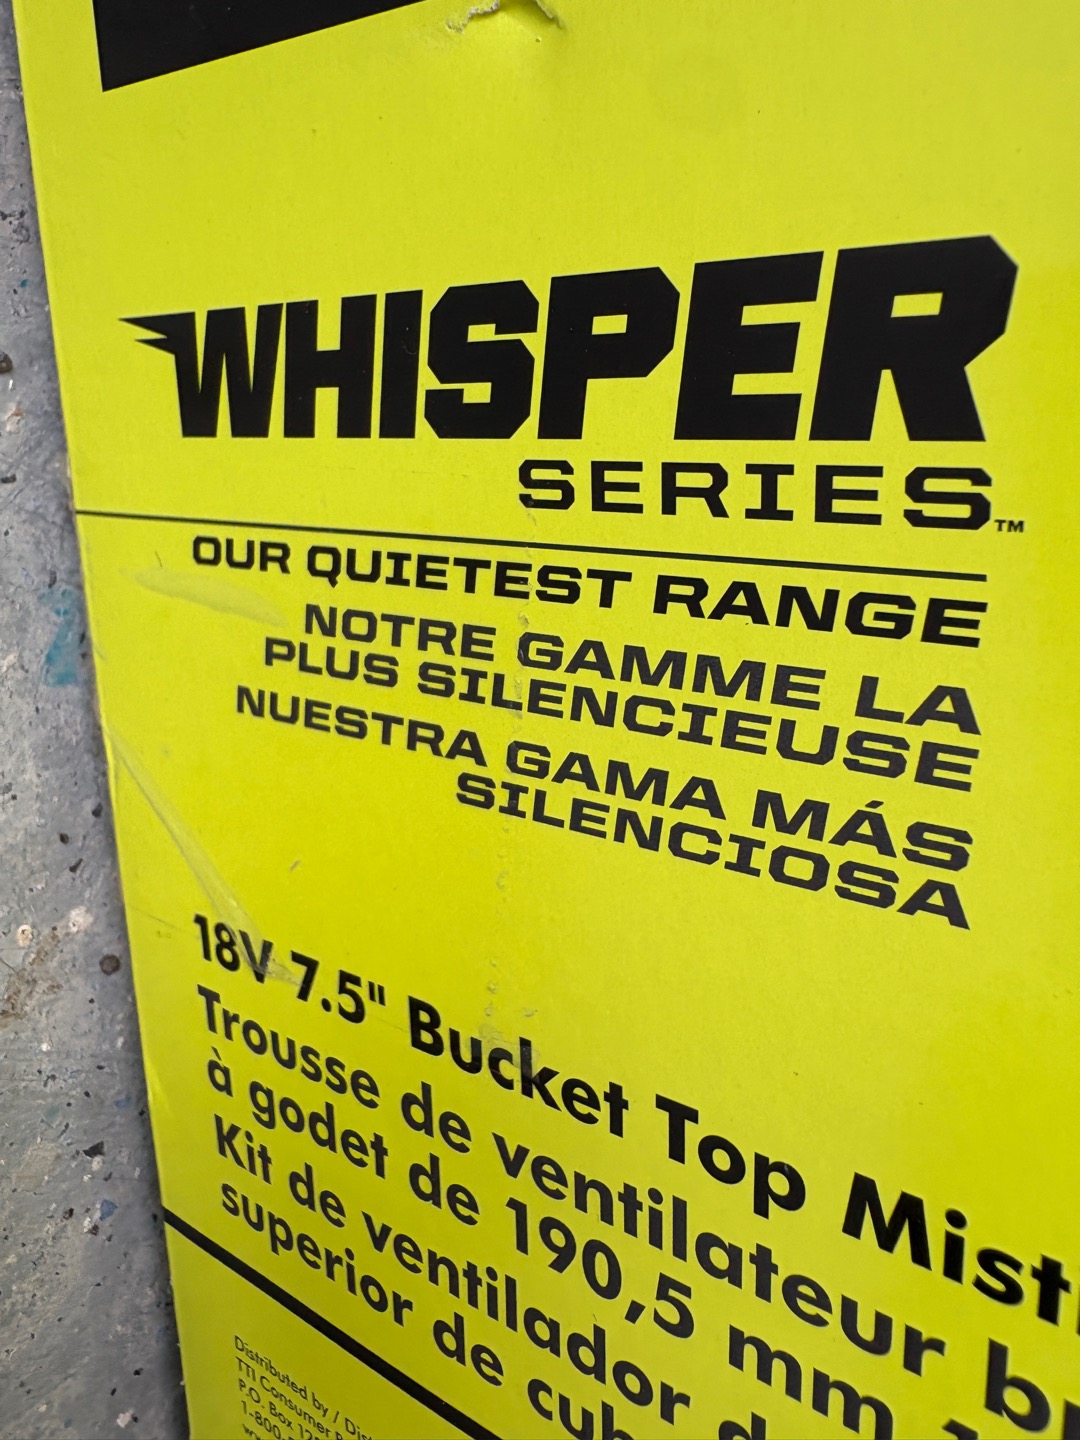 WHISPER
SERIES™
OUR QUIETEST RANGE
NOTRE GAMME LA
PLUS SILENCIEUSE
NUESTRA GAMA MÁS
SILENCIOSA
18V 7.5" Bucket Top
Trousse de ventilateur
à godet de 190,5 mm
Kit de ventilador
superior de
Distributed by /
TTI Consumer
P.O. Box
1-800-